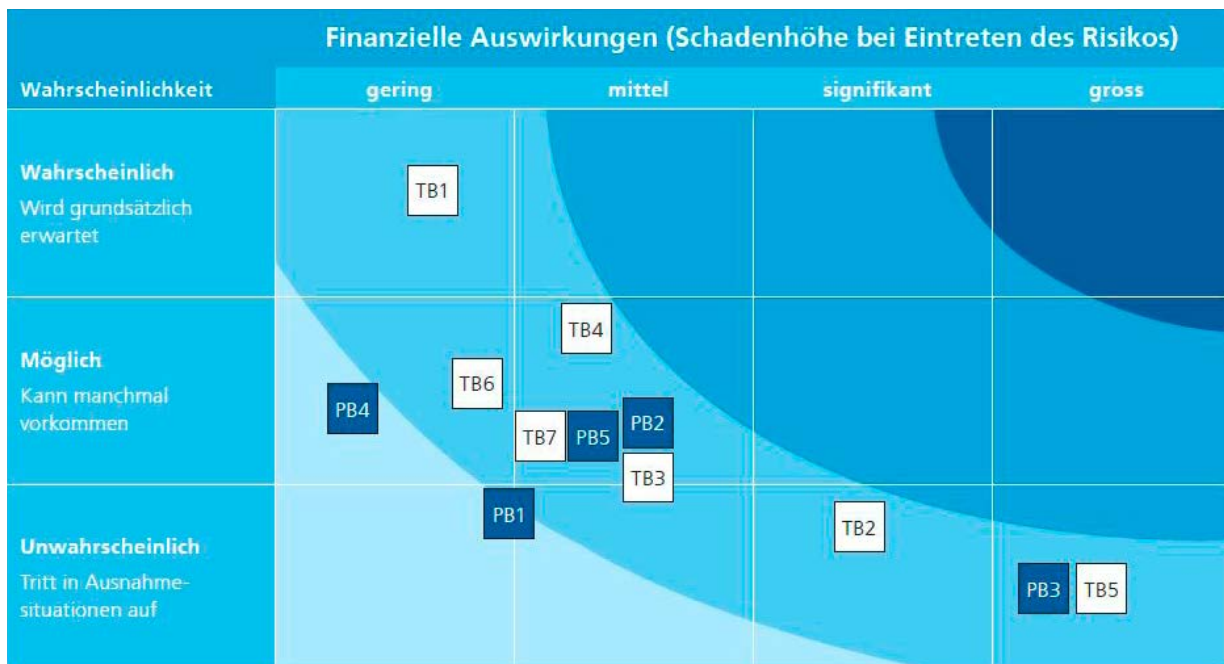 Finanzielle Auswirkungen (Schadenhöhe bei Eintreten des Risikos)
Wahrscheinlichkeit gering mittel signifikant gross
Wahrscheinlich
Wird grundsätzlich
erwartet
TB1
Möglich
Kann manchmal
vorkommen
TB4
TB6
PB4
TB7 PB5 PB2
TB3
Unwahrscheinlich
Tritt in Ausnahme-
situationen auf
PB1
TB2
PB3 TB5